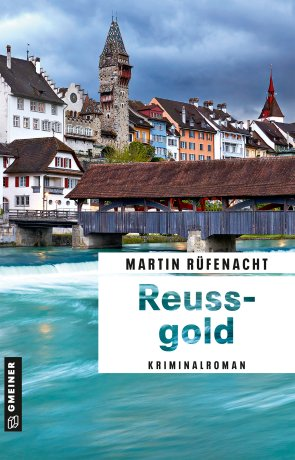 MARTIN RÜFENACHT
Reuss-
gold
KRIMINALROMAN
GMEINER